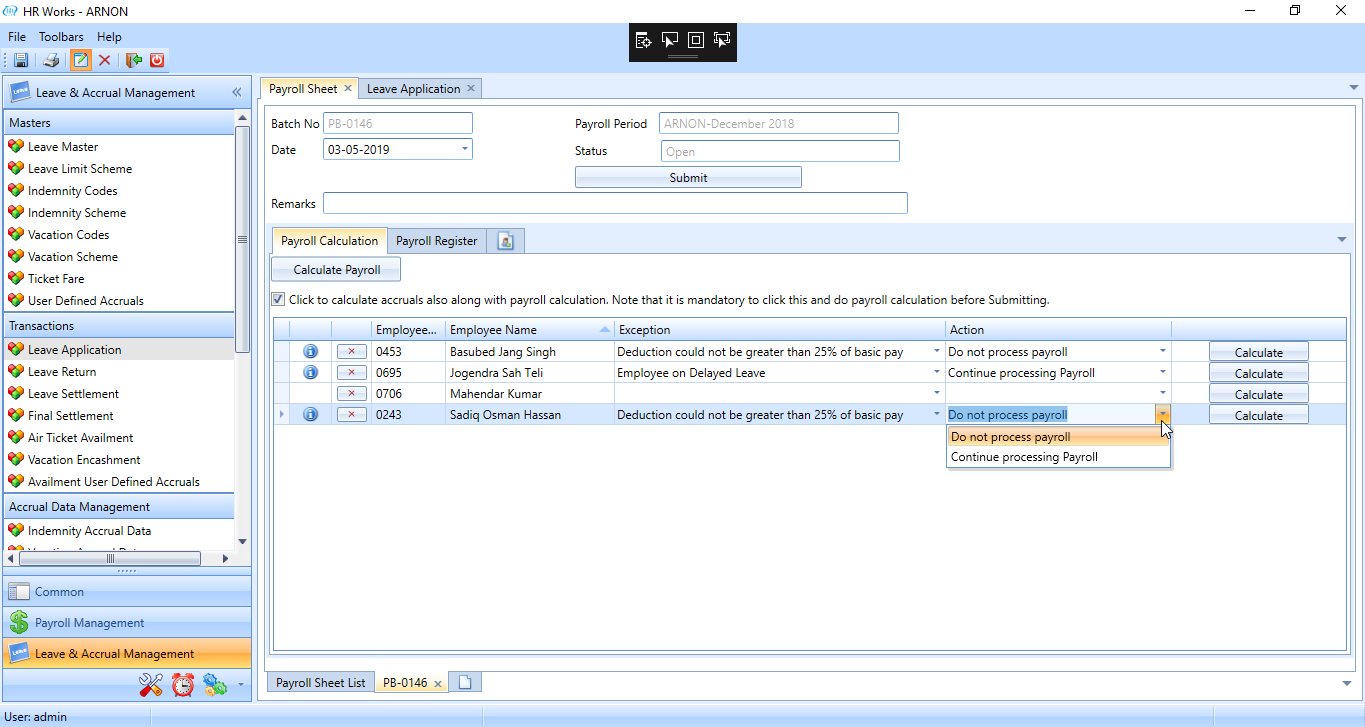 HR Works - ARNON
File Toolbars Help
Leave & Accrual Management
Masters
Leave Master
Leave Limit Scheme
Indemnity Codes
Indemnity Scheme
Vacation Codes
Vacation Scheme
Ticket Fare
User Defined Accruals
Transactions
Leave Application
Leave Return
Leave Settlement
Final Settlement
Air Ticket Availment
Vacation Encashment
Availment User Defined Accruals
Accrual Data Management
Indemnity Accrual Data
Common
Payroll Management
Leave & Accrual Management
Payroll Sheet Leave Application
Batch No PB-0146 Payroll Period ARNON-December 2018
Date 03-05-2019 Status Open
Submit
Remarks
Payroll Calculation Payroll Register
Calculate Payroll
Click to calculate accruals also along with payroll calculation. Note that it is mandatory to click this and do payroll calculation before Submitting.
Employee... Employee Name Exception Action
0453 Basubed Jang Singh Deduction could not be greater than 25% of basic pay Do not process payroll Calculate
0695 Jogendra Sah Teli Employee on Delayed Leave Continue processing Payroll Calculate
0706 Mahendar Kumar Calculate
0243 Sadiq Osman Hassan Deduction could not be greater than 25% of basic pay Do not process payroll Calculate
Do not process payroll
Continue processing Payroll
Payroll Sheet List PB-0146
User: admin